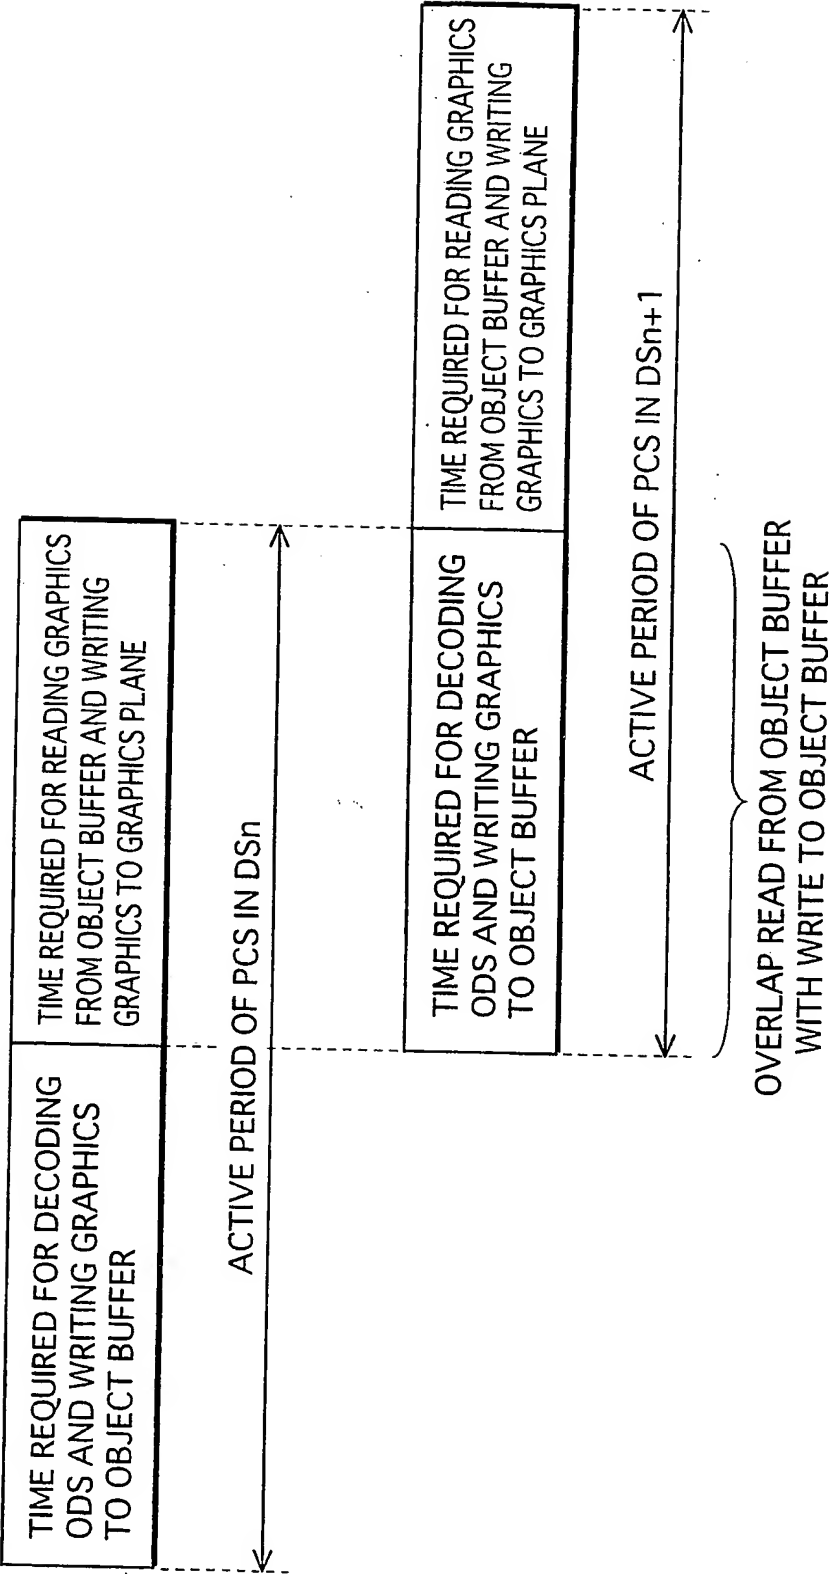 TIME REQUIRED FOR DECODING
ODS AND WRITING GRAPHICS
TO OBJECT BUFFER
TIME REQUIRED FOR READING GRAPHICS
FROM OBJECT BUFFER AND WRITING
GRAPHICS TO GRAPHICS PLANE
ACTIVE PERIOD OF PCS IN DSn
TIME REQUIRED FOR DECODING
ODS AND WRITING GRAPHICS
TO OBJECT BUFFER
TIME REQUIRED FOR READING GRAPHICS
FROM OBJECT BUFFER AND WRITING
GRAPHICS TO GRAPHICS PLANE
ACTIVE PERIOD OF PCS IN DSn+1
OVERLAP READ FROM OBJECT BUFFER
WITH WRITE TO OBJECT BUFFER